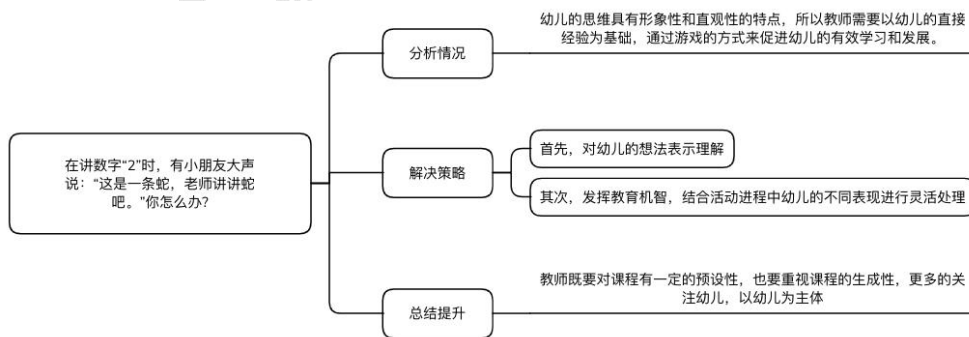 在讲数字“2”时，有小朋友大声
说：“这是一条蛇，老师讲讲蛇
吧。”你怎么办？
分析情况
幼儿的思维具有形象性和直观性的特点，所以教师需要以幼儿的直接
经验为基础，通过游戏的方式来促进幼儿的有效学习和发展。
解决策略
首先，对幼儿的想法表示理解
其次，发挥教育机智，结合活动进程中幼儿的不同表现进行灵活处理
总结提升
教师既要对课程有一定的预设性，也要重视课程的生成性，更多的关
注幼儿，以幼儿为主体